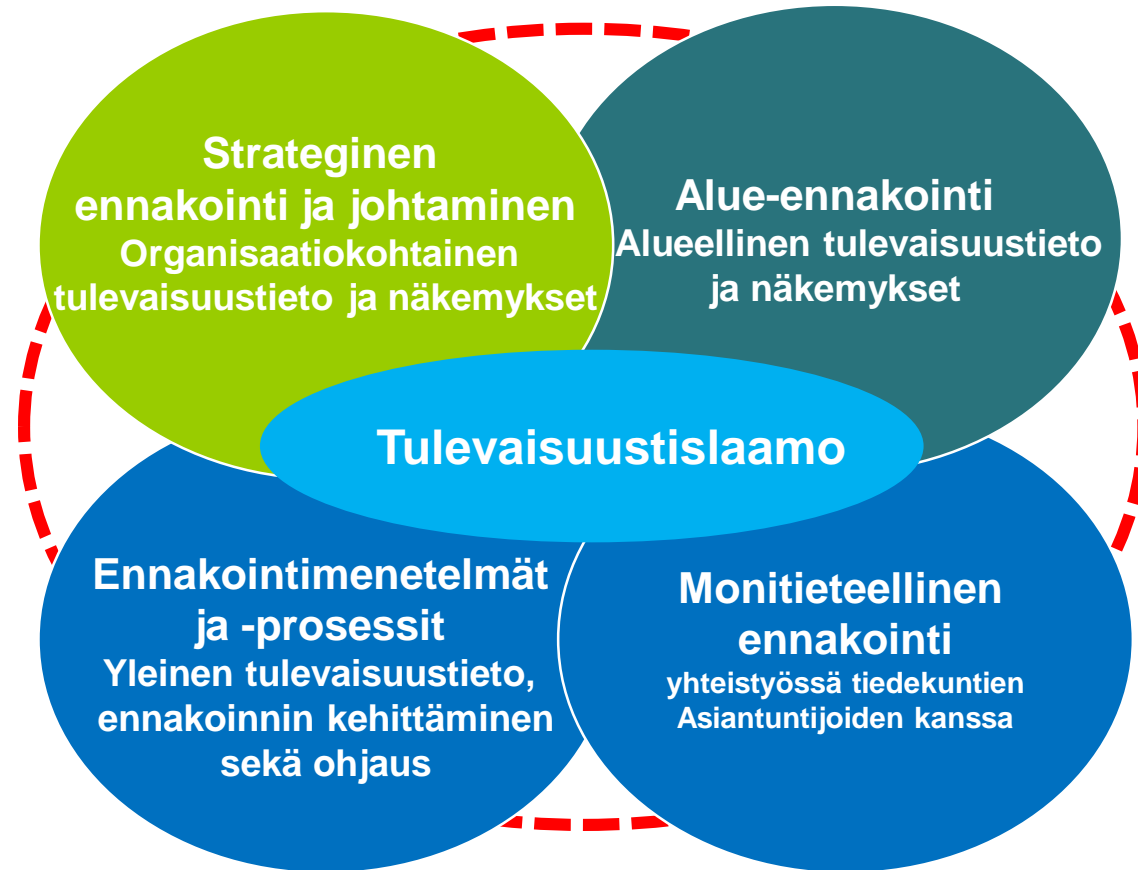 Strateginen
ennakointi ja johtaminen
Organisaatiokohtainen
tulevaisuustieto ja näkemykset
Alue-ennakointi
Alueellinen tulevaisuustieto
ja näkemykset
Tulevaisuustislaamo
Ennakointimenetelmät
ja -prosessit
Yleinen tulevaisuustieto,
ennakoinnin kehittäminen
sekä ohjaus
Monitieteellinen
ennakointi
yhteistyössä tiedekuntien
Asiantuntijoiden kanssa